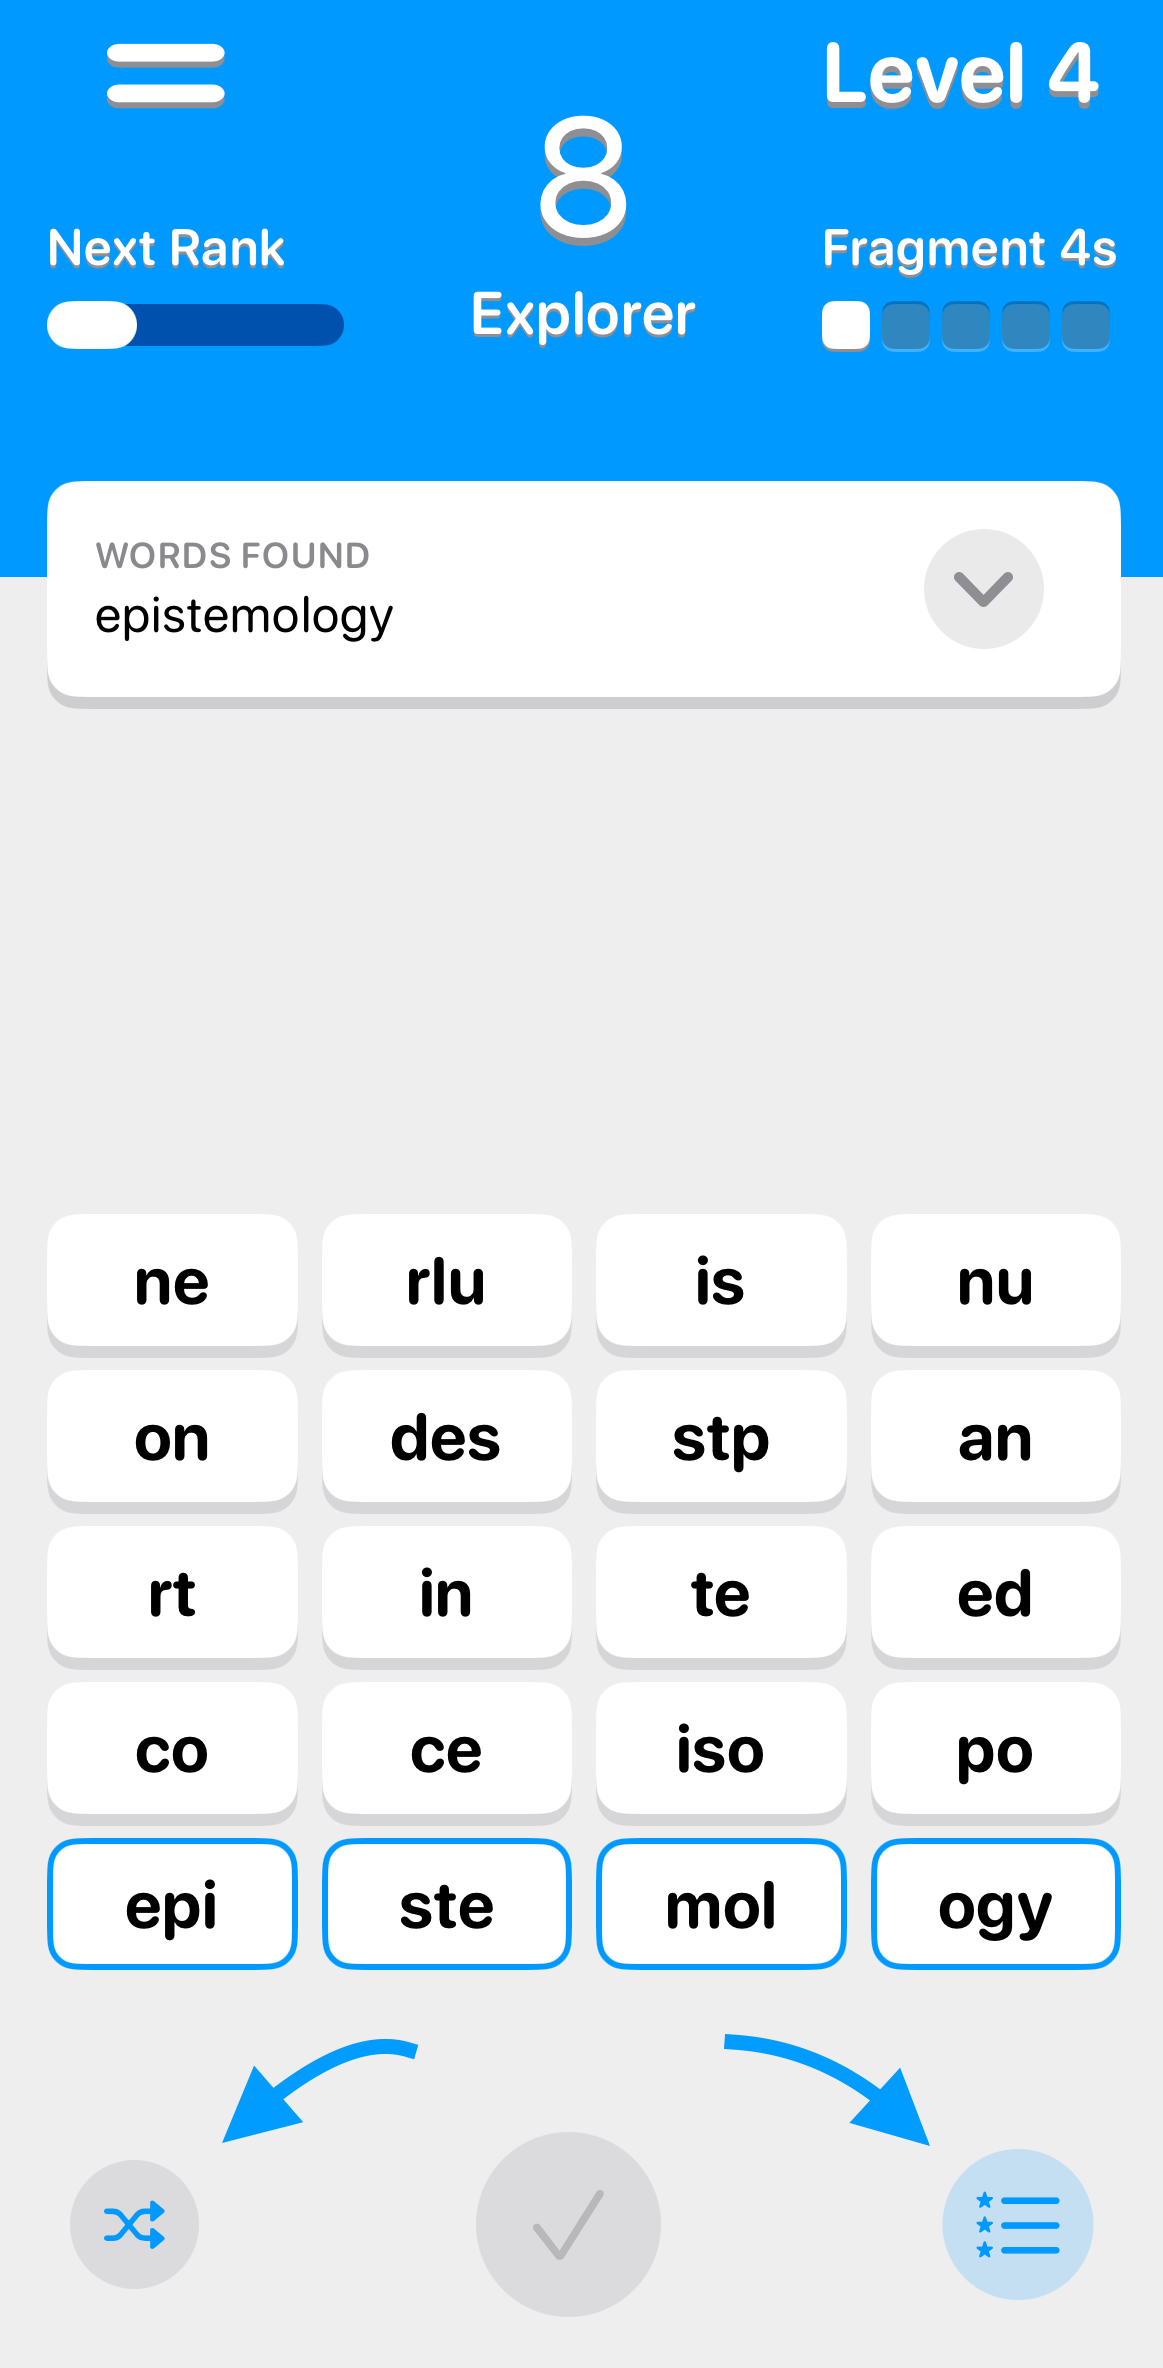 Level 4
8
Next Rank
Explorer
Fragment 4s
WORDS FOUND
epistemology
ne rlu is nu
on des stp an
rt in te ed
co ce iso po
epi ste mol ogy